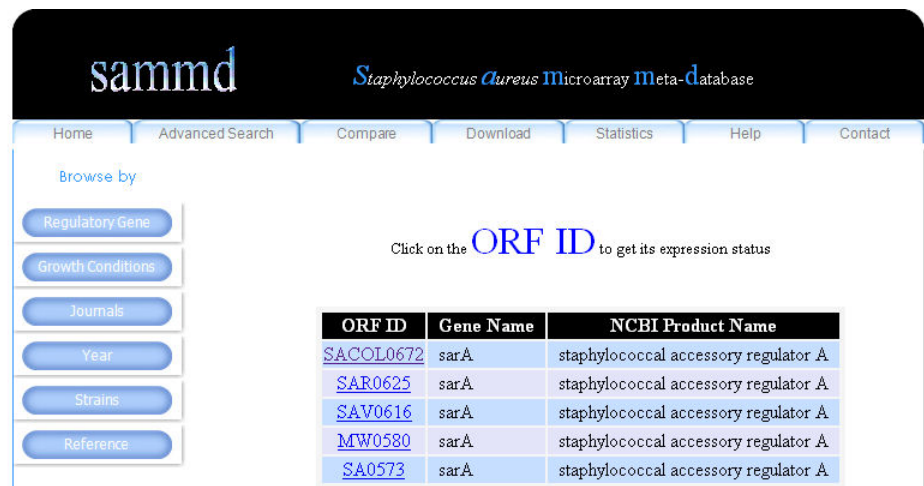 sammd
Staphylococcus aureus microarray meta-database
Home Advanced Search Compare Download Statistics Help Contact
Browse by
Regulatory Gene
Growth Conditions
Journals
Year
Strains
Reference
Click on the ORF ID to get its expression status
ORF ID Gene Name NCBI Product Name
SACOL0672 sarA staphylococcal accessory regulator A
SAR0625 sarA staphylococcal accessory regulator A
SAV0616 sarA staphylococcal accessory regulator A
MW0580 sarA staphylococcal accessory regulator A
SA0573 sarA staphylococcal accessory regulator A